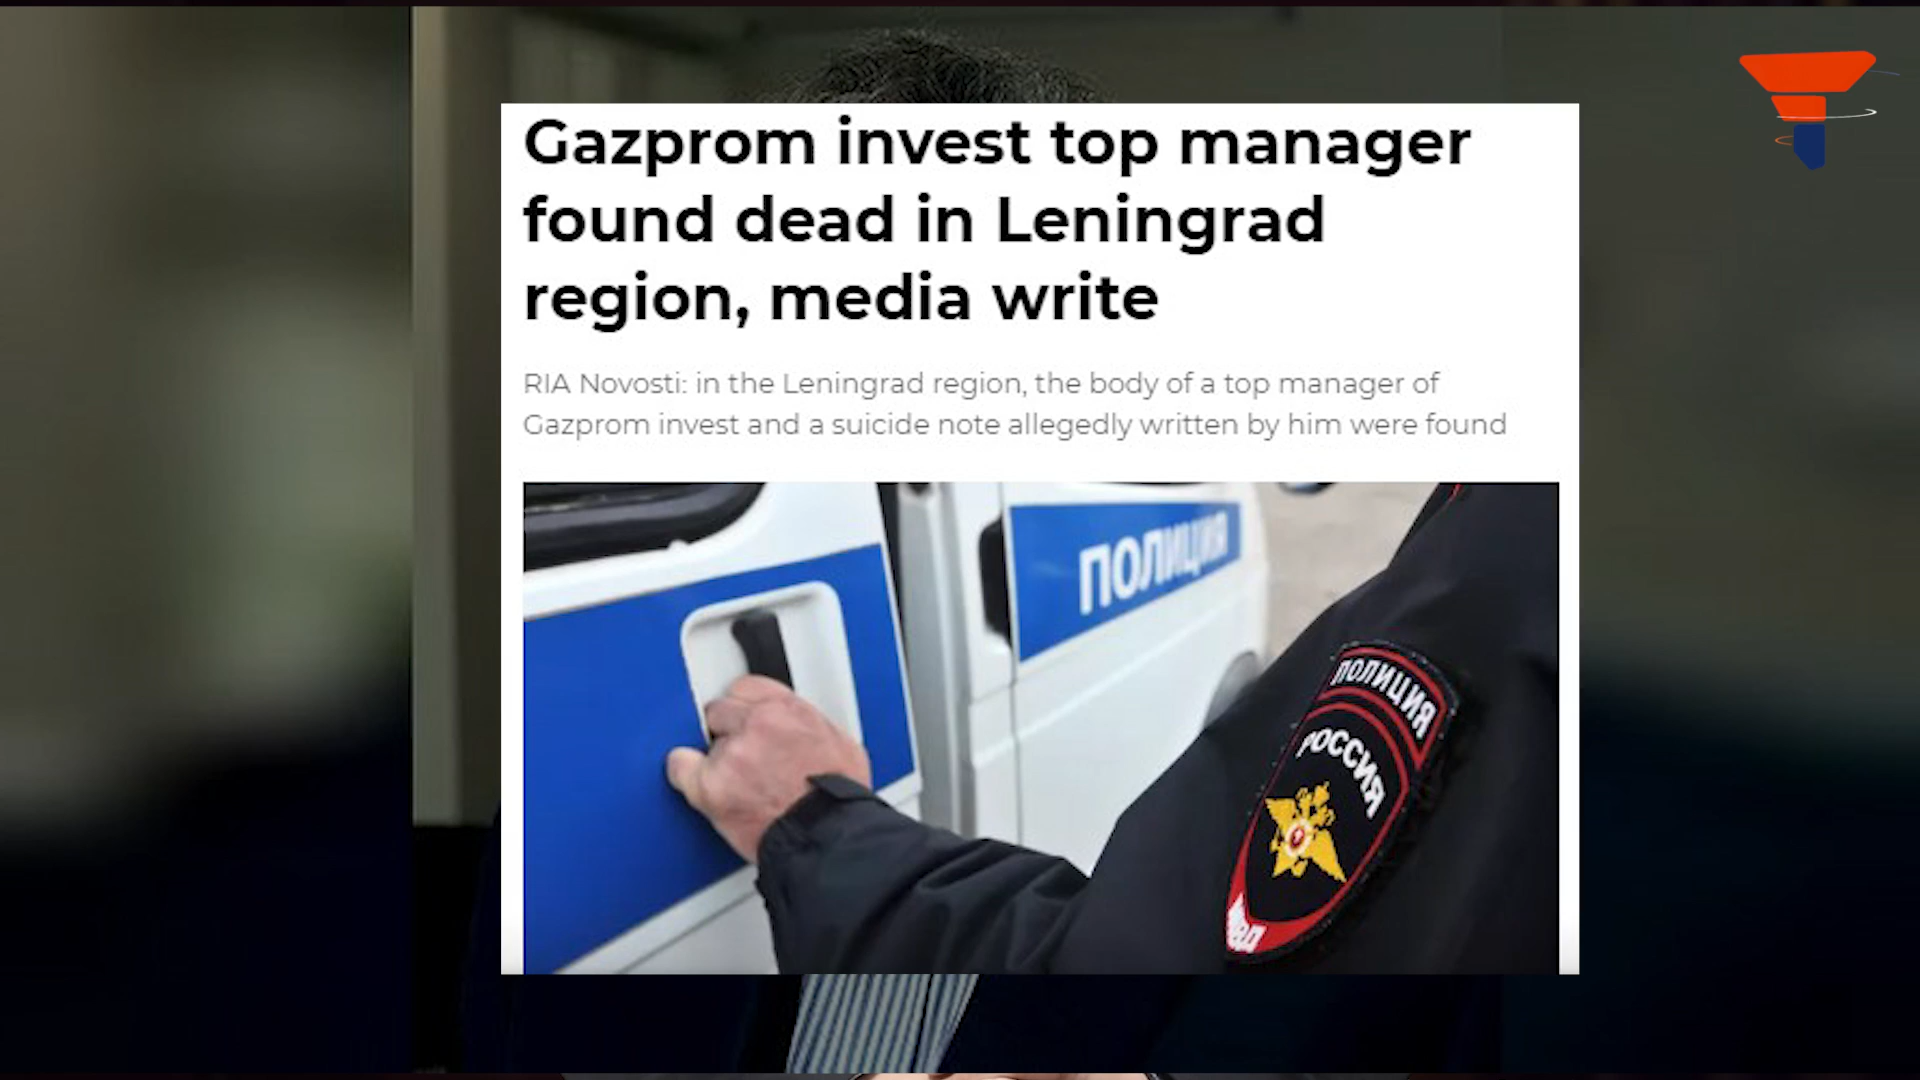 Gazprom invest top manager
found dead in Leningrad
region, media write
RIA Novosti: in the Leningrad region, the body of a top manager of
Gazprom invest and a suicide note allegedly written by him were found
ПОЛИЦИЯ
ПОЛИЦИЯ
РОССИЯ
МВД